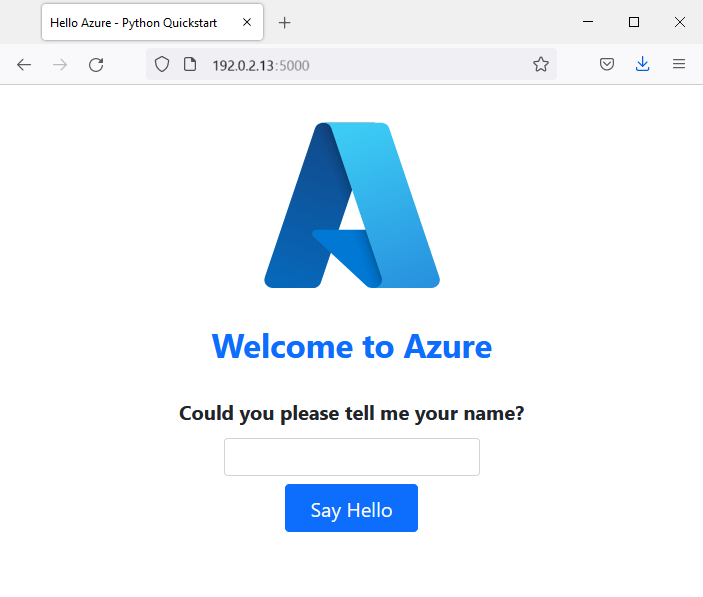 Hello Azure - Python Quickstart
192.0.2.13:5000
Welcome to Azure
Could you please tell me your name?
Say Hello